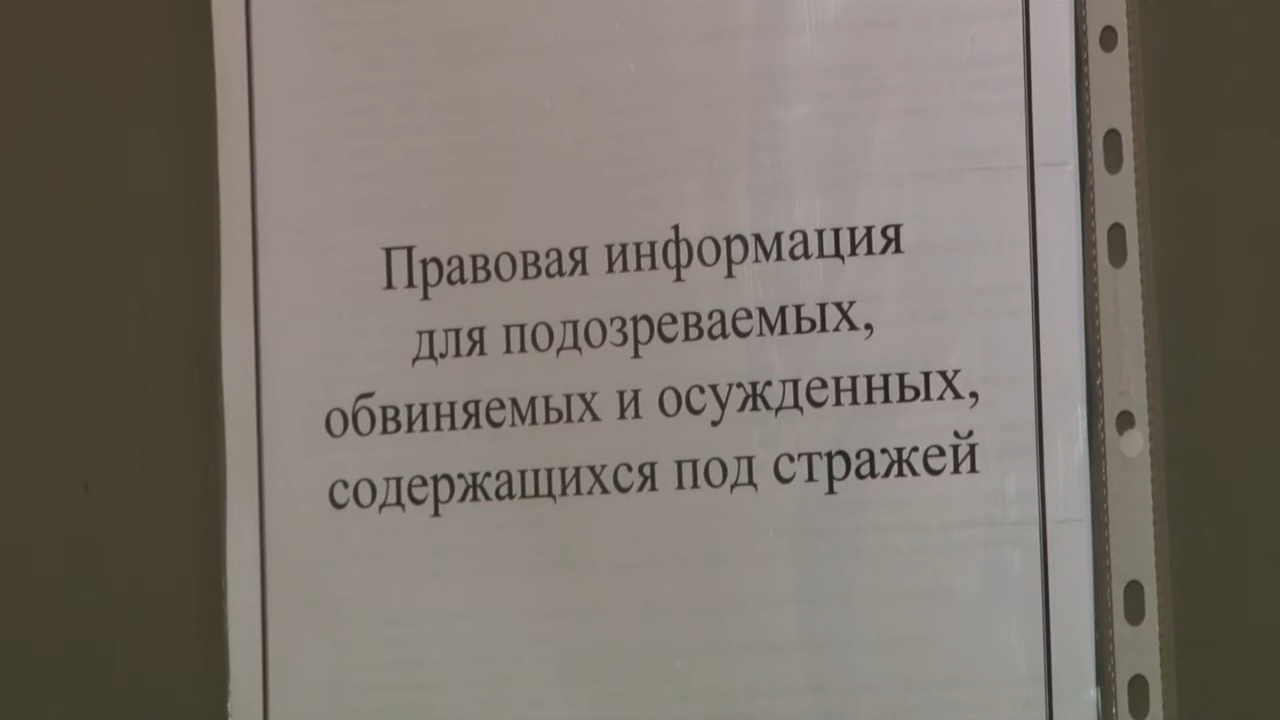 Правовая информация
для подозреваемых,
обвиняемых и осужденных,
содержащихся под стражей